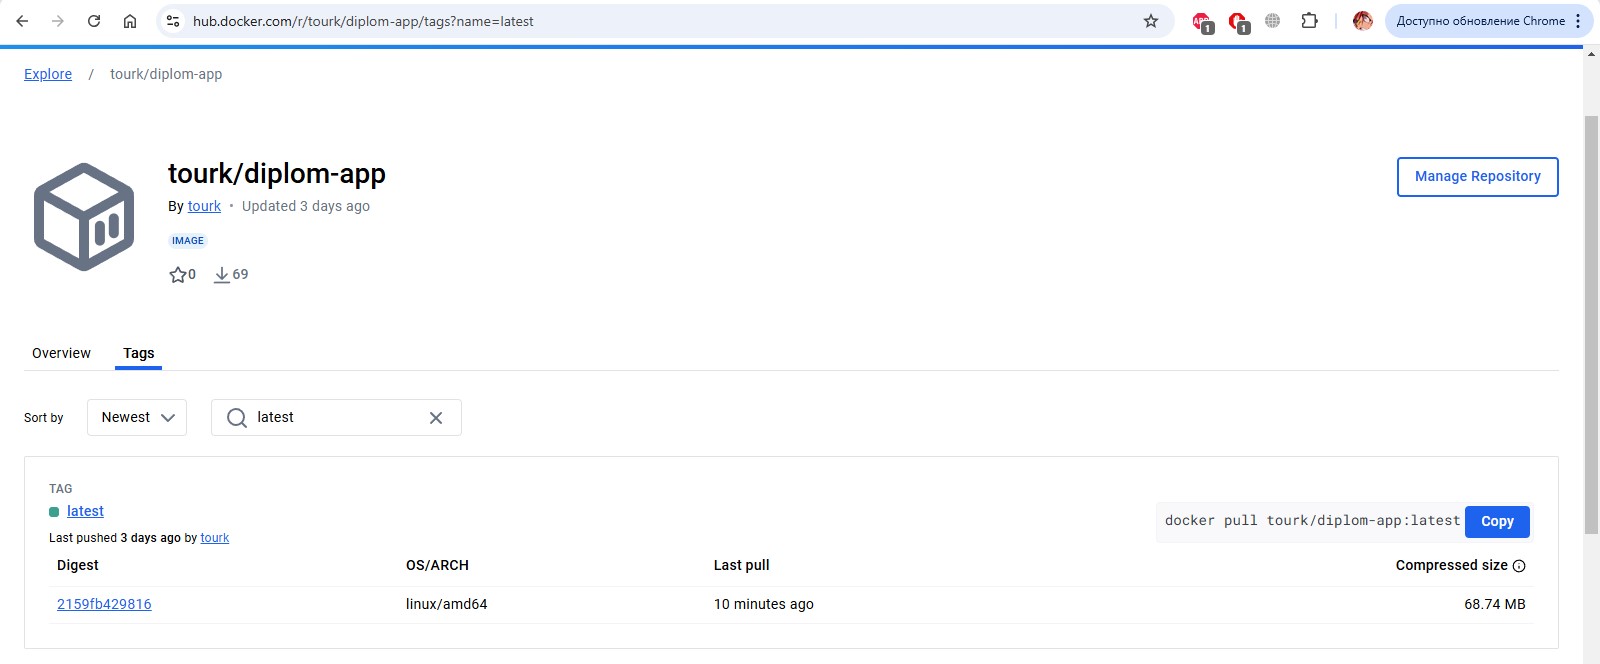 hub.docker.com/r/tourk/diplom-app/tags?name=latest
ABP
1
1
Доступно обновление Chrome
Explore / tourk/diplom-app
tourk/diplom-app
By tourk • Updated 3 days ago
IMAGE
0 69
Manage Repository
Overview Tags
Sort by Newest latest
TAG
latest
Last pushed 3 days ago by tourk
docker pull tourk/diplom-app:latest Copy
Digest OS/ARCH Last pull Compressed size
2159fb429816 linux/amd64 10 minutes ago 68.74 MB